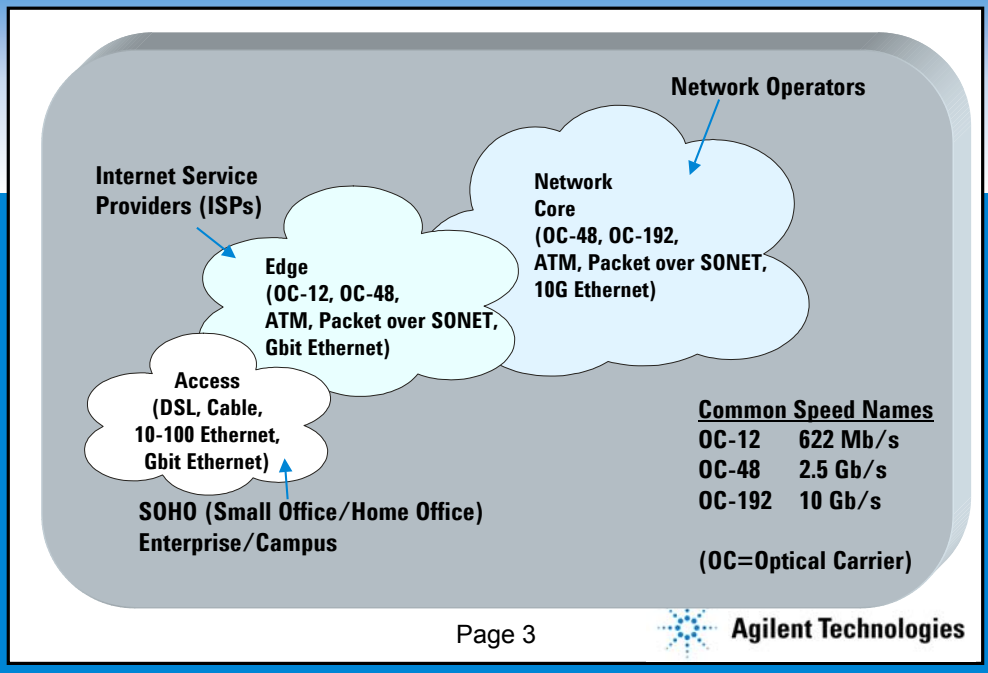 Network Operators
Internet Service
Providers (ISPs)
Network
Core
(OC-48, OC-192,
ATM, Packet over SONET,
10G Ethernet)
Edge
(OC-12, OC-48,
ATM, Packet over SONET,
Gbit Ethernet)
Access
(DSL, Cable,
10-100 Ethernet,
Gbit Ethernet)
SOHO (Small Office/Home Office)
Enterprise/Campus
Common Speed Names
OC-12 622 Mb/s
OC-48 2.5 Gb/s
OC-192 10 Gb/s
(OC=Optical Carrier)
Page 3
Agilent Technologies